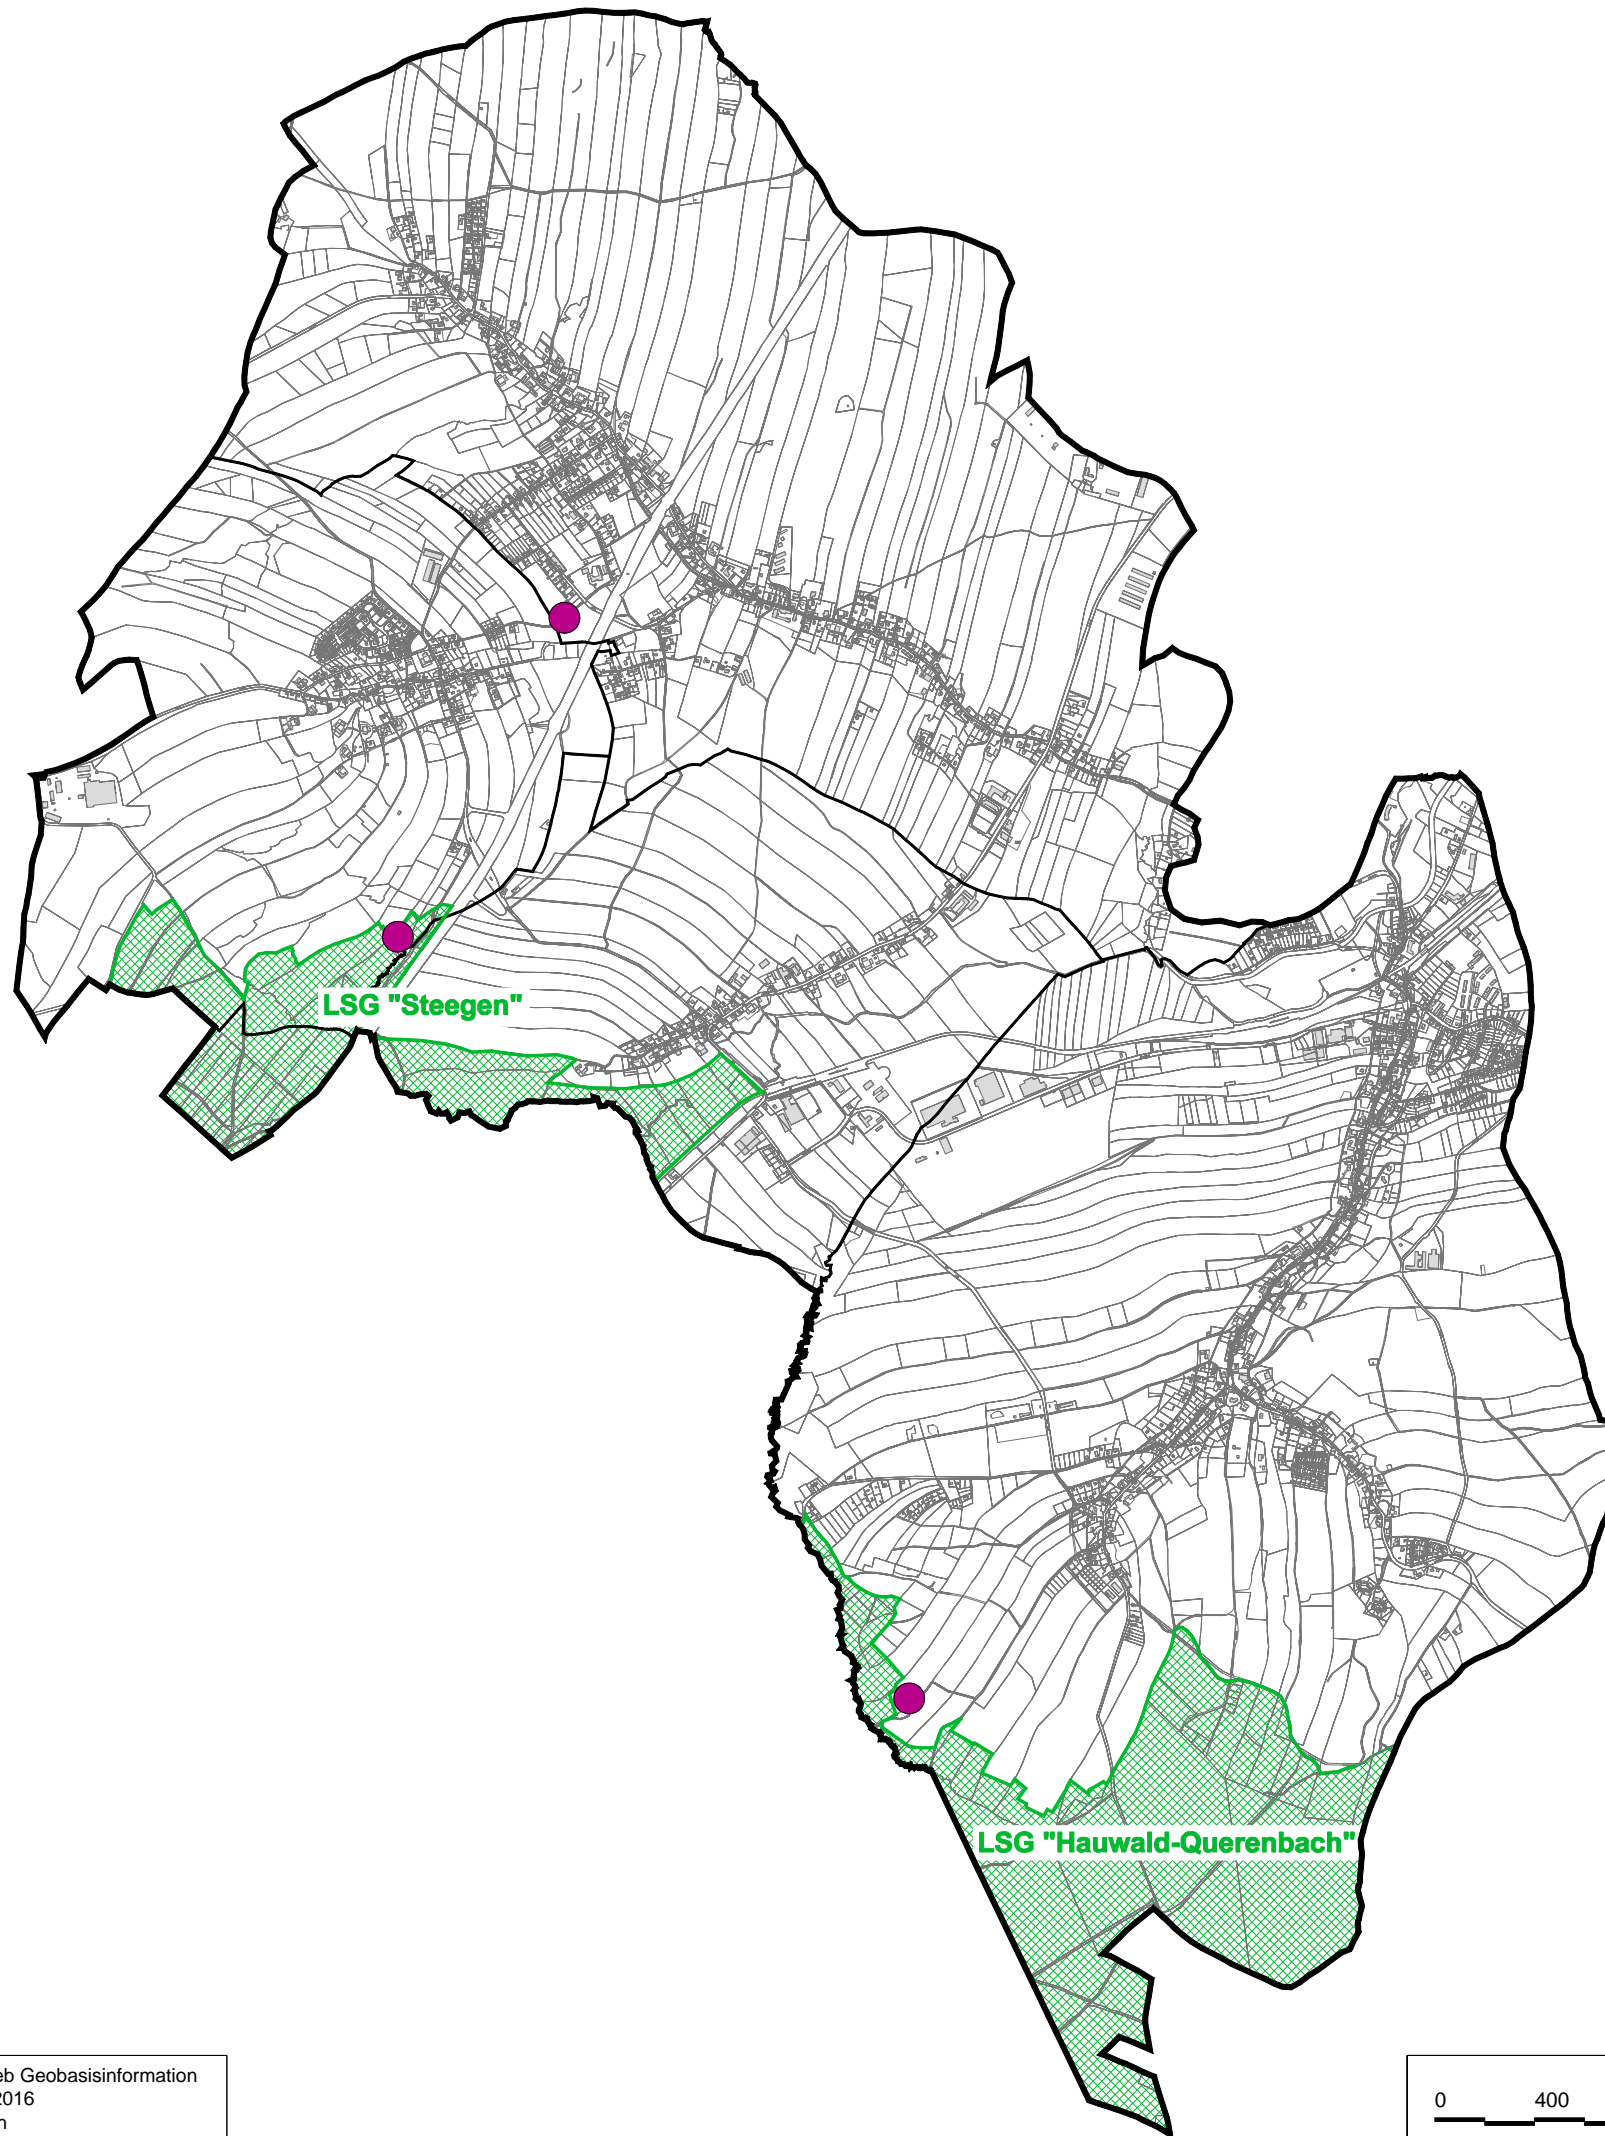 LSG "Steegen"
LSG "Hauwald-Querenbach"
eb Geobasisinformation
2016
n
0 400